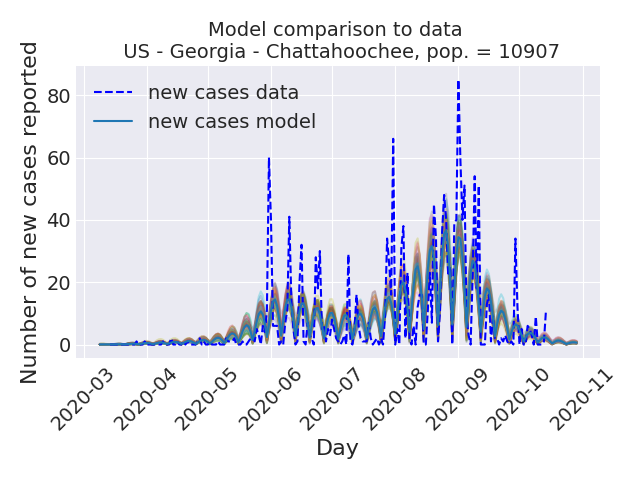 Model comparison to data
US - Georgia - Chattahoochee, pop. = 10907
Number of new cases reported
80
60
40
20
0
new cases data
new cases model
2020-03
2020-04
2020-05
2020-06
2020-07
2020-08
2020-09
2020-10
2020-11
Day